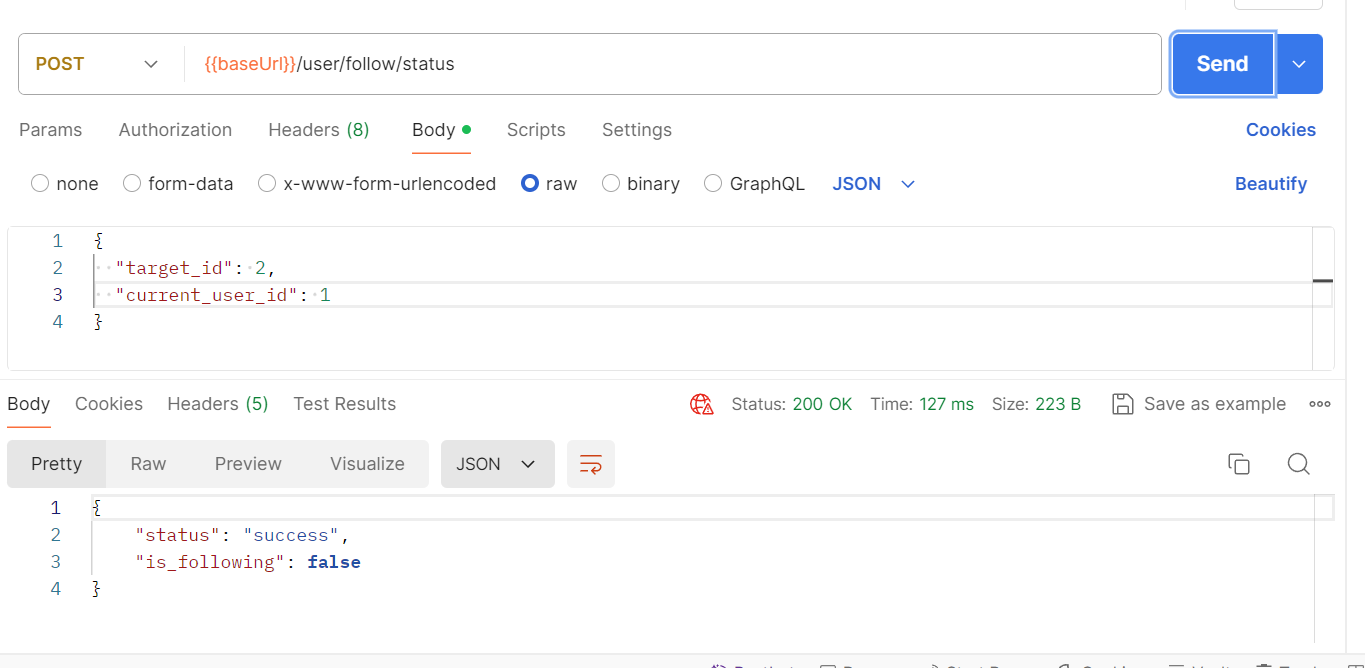 POST {{baseUrl}}/user/follow/status Send
Params Authorization Headers (8) Body Scripts Settings Cookies
none form-data x-www-form-urlencoded raw binary GraphQL JSON Beautify
1 {
2 "target_id": 2,
3 "current_user_id": 1
4 }
Body Cookies Headers (5) Test Results Status: 200 OK Time: 127 ms Size: 223 B Save as example
Pretty Raw Preview Visualize JSON
1 {
2 "status": "success",
3 "is_following": false
4 }